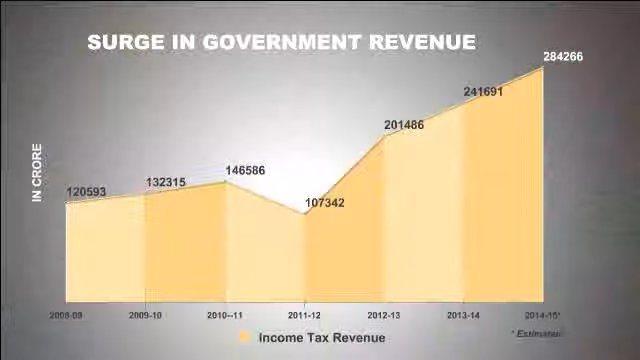 SURGE IN GOVERNMENT REVENUE
284266
241691
201486
146586
132315
120593
107342
IN CRORE
2008-09 2009-10 2010--11 2011-12 2012-13 2013-14 2014-15*
* Estimated
Income Tax Revenue